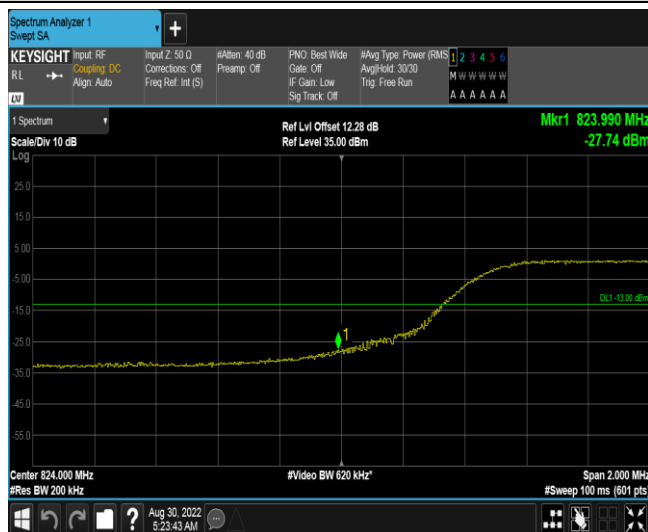 Spectrum Analyzer 1
Swept SA
KEYSIGHT
RL
LXI
Input: RF
Coupling: DC
Align: Auto
Input Z: 50 Ω
Corrections: Off
Freq Ref: Int (S)
#Atten: 40 dB
Preamp: Off
PNO: Best Wide
Gate: Off
IF Gain: Low
Sig Track: Off
#Avg Type: Power (RMS
Avg|Hold: 30/30
Trig: Free Run
1 2 3 4 5 6
M W W W W W
A A A A A A
1 Spectrum
Scale/Div 10 dB
Ref Lvl Offset 12.28 dB
Ref Level 35.00 dBm
Mkr1 823.990 MHz
-27.74 dBm
Log
25.0
15.0
5.00
-5.00
DL1 -13.00 dBm
-15.0
1
-25.0
-35.0
-45.0
-55.0
Center 824.000 MHz
#Video BW 620 kHz*
Span 2.000 MHz
#Res BW 200 kHz
#Sweep 100 ms (601 pts)
?
Aug 30, 2022
5:23:43 AM